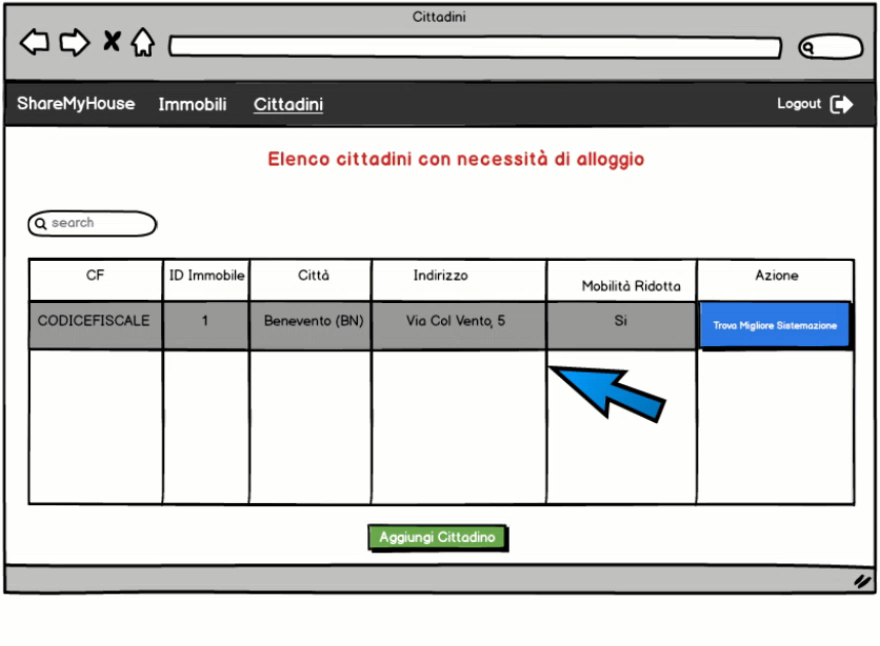 Cittadini
ShareMyHouse Immobili Cittadini Logout
Elenco cittadini con necessità di alloggio
search
CF ID Immobile Città Indirizzo Mobilità Ridotta Azione
CODICEFISCALE 1 Benevento (BN) Via Col Vento, 5 Si Trova Migliore Sistemazione
Aggiungi Cittadino